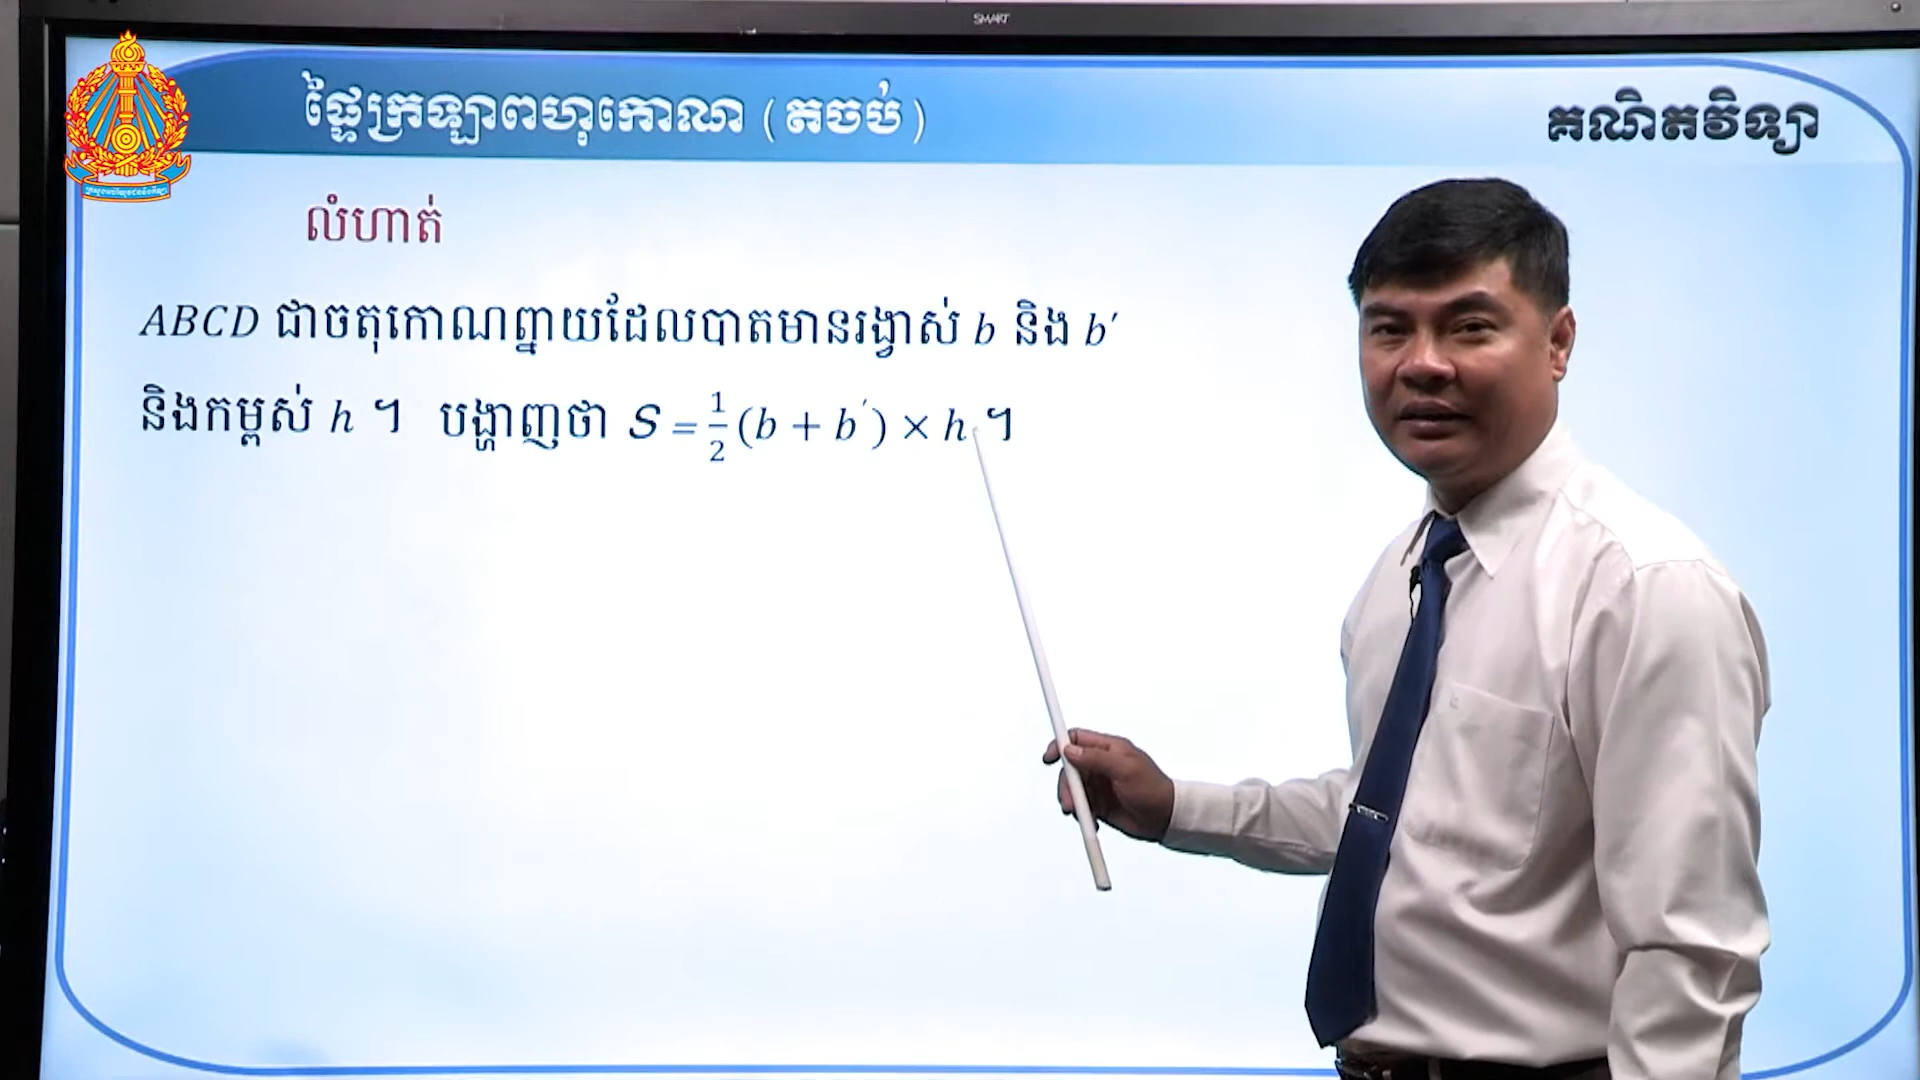 SMART
ផ្ទៃក្រឡាពហុកោណ (តចប់)
គណិតវិទ្យា
លំហាត់
ABCD ជាចតុកោណព្នាយដែលបាតមានរង្វាស់ b និង b′
និងកម្ពស់ h ។ បង្ហាញថា S = 1/2 (b + b′) × h ។